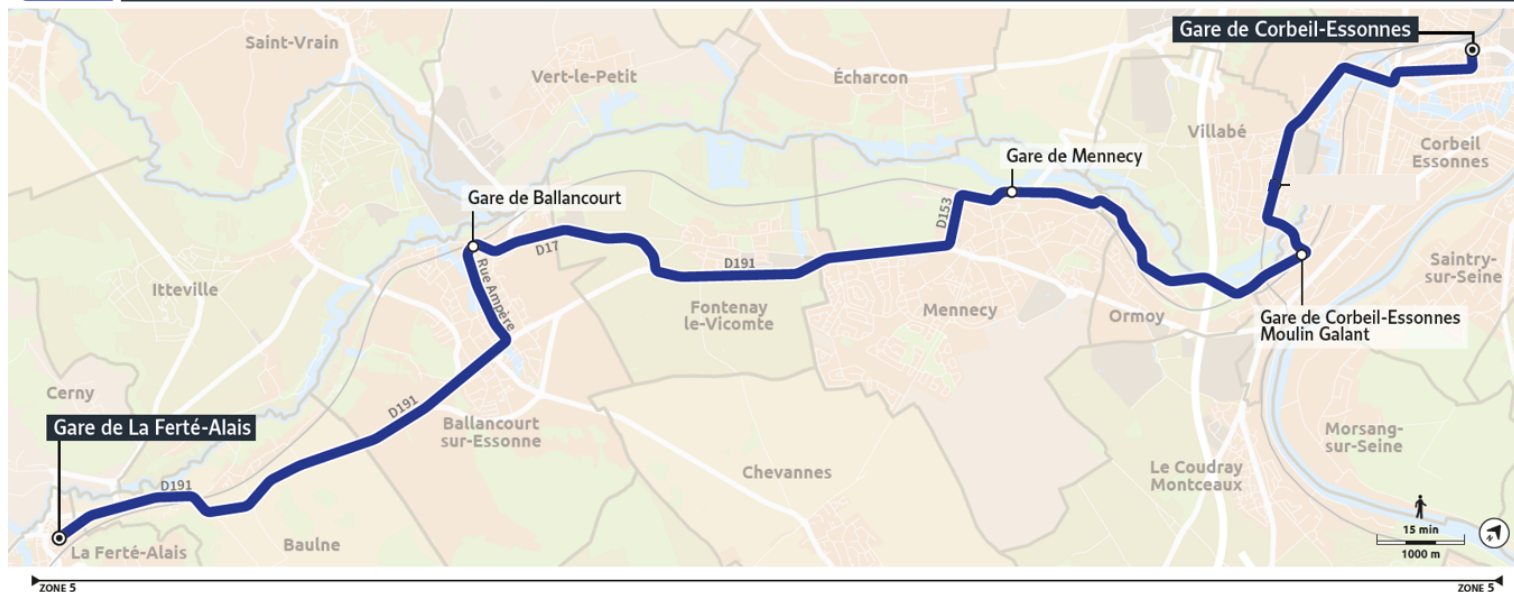 Gare de Corbeil-Essonnes
Saint-Vrain
Vert-le-Petit
Écharcon
Villabé
Corbeil
Essonnes
Gare de Mennecy
Gare de Ballancourt
D153
D17
Rue Ampère
D191
Itteville
Fontenay
le-Vicomte
Mennecy
Ormoy
Saintry-
sur-Seine
Gare de Corbeil-Essonnes
Moulin Galant
Cerny
D191
Gare de La Ferté-Alais
Ballancourt
sur-Essonne
Chevannes
Morsang-
sur-Seine
Le Coudray
Montceaux
D191
La Ferté-Alais
Baulne
15 min
1000 m
N
ZONE 5
ZONE 5